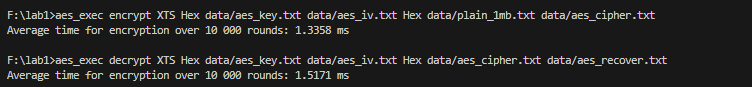 F:\lab1>aes_exec encrypt XTS Hex data/aes_key.txt data/aes_iv.txt Hex data/plain_1mb.txt data/aes_cipher.txt
Average time for encryption over 10 000 rounds: 1.3358 ms
F:\lab1>aes_exec decrypt XTS Hex data/aes_key.txt data/aes_iv.txt Hex data/aes_cipher.txt data/aes_recover.txt
Average time for encryption over 10 000 rounds: 1.5171 ms